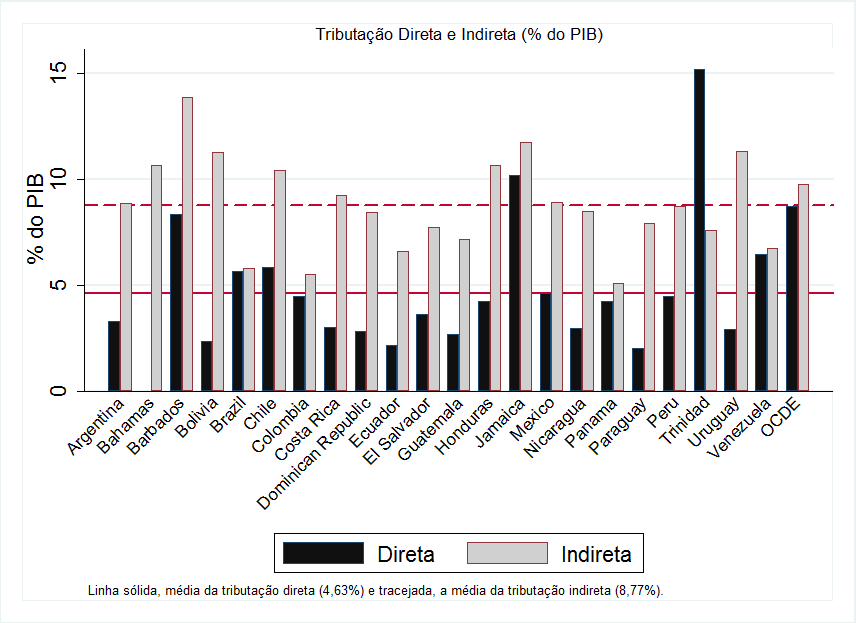 Tributação Direta e Indireta (% do PIB)
% do PIB
15
10
5
0
Argentina
Bahamas
Barbados
Bolivia
Brazil
Chile
Colombia
Costa Rica
Dominican Republic
Ecuador
El Salvador
Guatemala
Honduras
Jamaica
Mexico
Nicaragua
Panama
Paraguay
Peru
Trinidad
Uruguay
Venezuela
OCDE
Direta
Indireta
Linha sólida, média da tributação direta (4,63%) e tracejada, a média da tributação indireta (8,77%).